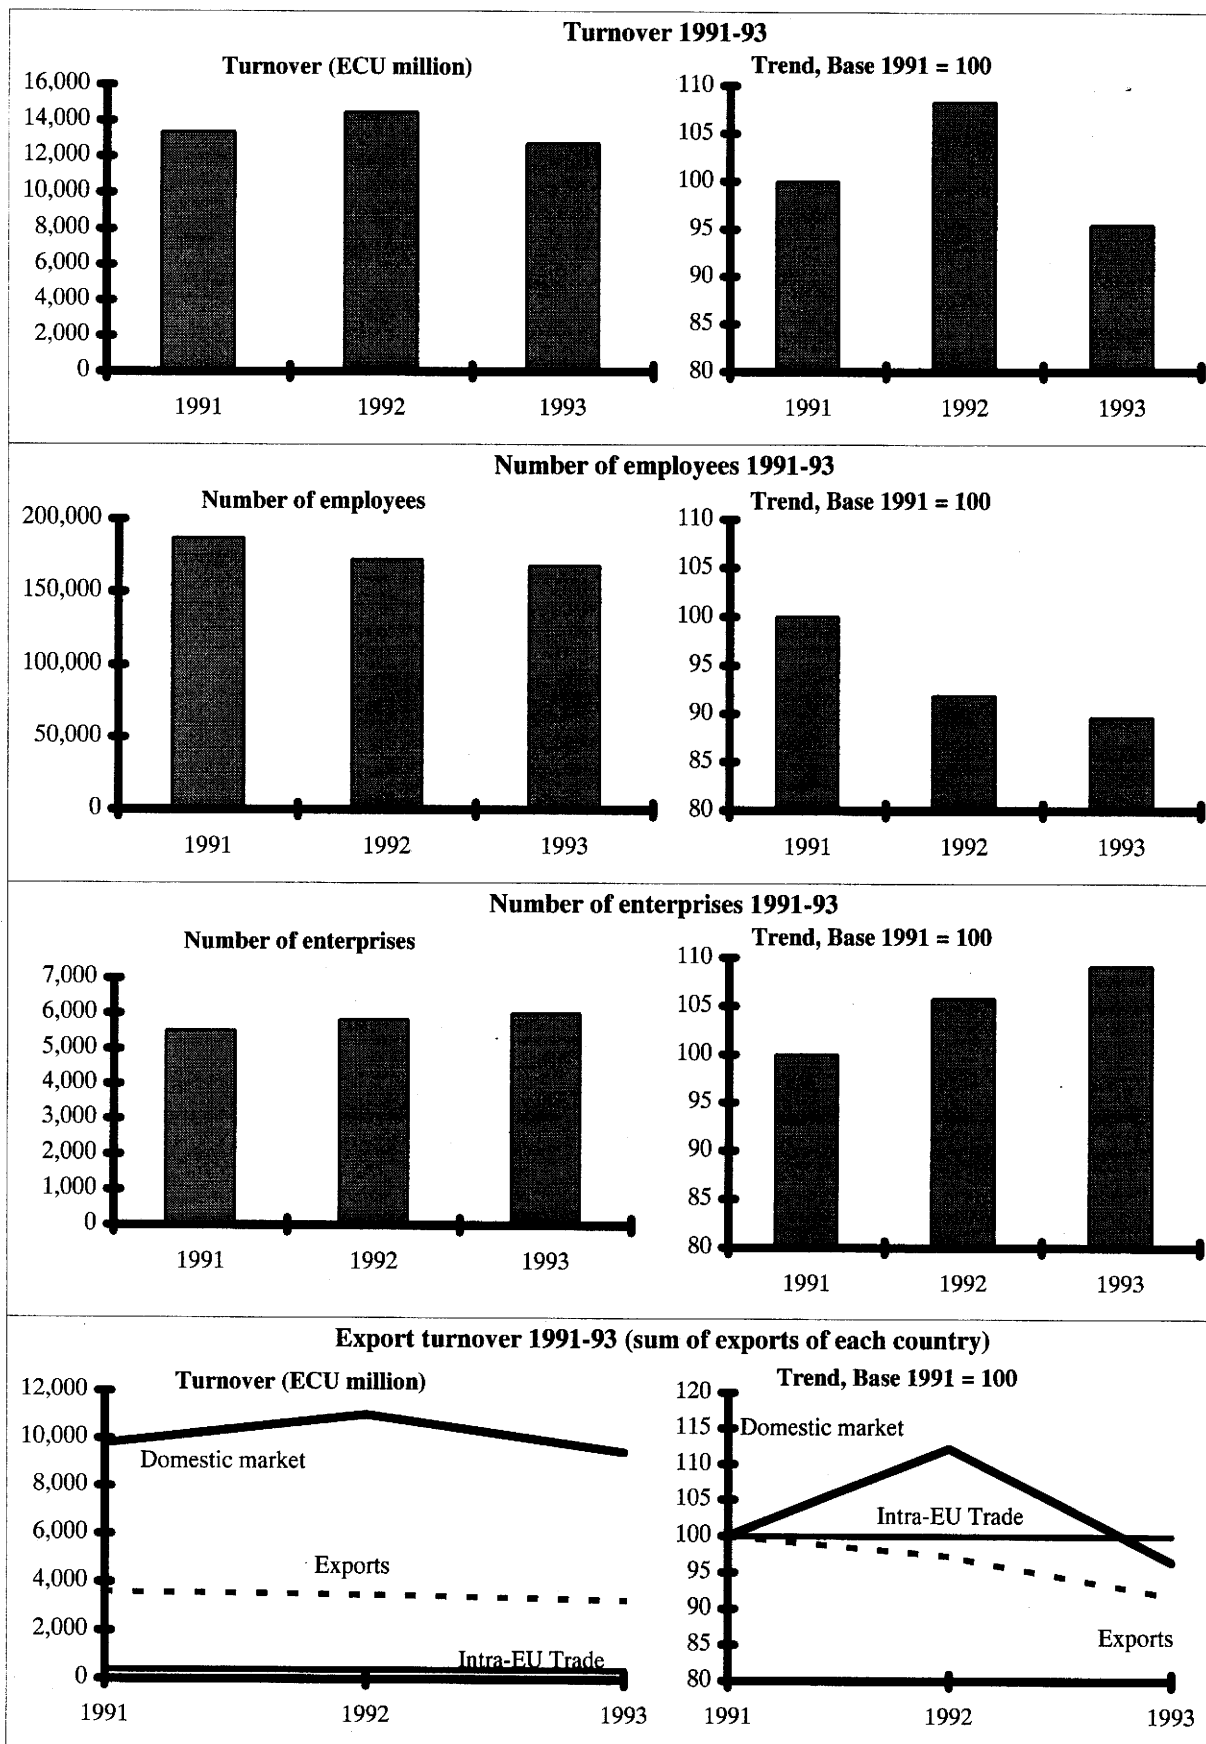 Turnover 1991-93
Turnover (ECU million)
16,000
14,000
12,000
10,000
8,000
6,000
4,000
2,000
0
1991 1992 1993
Trend, Base 1991 = 100
110
105
100
95
90
85
80
1991 1992 1993
Number of employees 1991-93
Number of employees
200,000
150,000
100,000
50,000
0
1991 1992 1993
Trend, Base 1991 = 100
110
105
100
95
90
85
80
1991 1992 1993
Number of enterprises 1991-93
Number of enterprises
7,000
6,000
5,000
4,000
3,000
2,000
1,000
0
1991 1992 1993
Trend, Base 1991 = 100
110
105
100
95
90
85
80
1991 1992 1993
Export turnover 1991-93 (sum of exports of each country)
Turnover (ECU million)
12,000
10,000
8,000
6,000
4,000
2,000
0
Domestic market
Exports
Intra-EU Trade
1991 1992 1993
Trend, Base 1991 = 100
120
115
110
105
100
95
90
85
80
Domestic market
Intra-EU Trade
Exports
1991 1992 1993